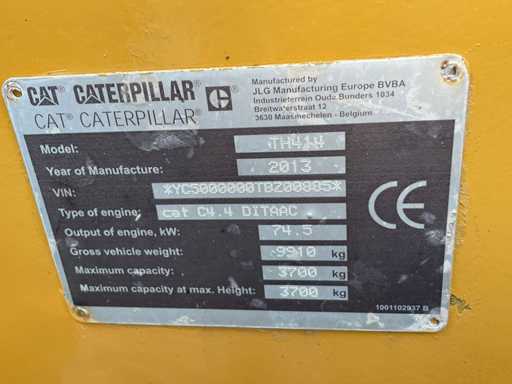 CAT CATERPILLAR®
CAT® CATERPILLAR®
Manufactured by
JLG Manufacturing Europe BVBA
Industrieterrein Oude Bunders 1034
Breitwaterstraat 12
3630 Maasmechelen - Belgium
Model: TH414
Year of Manufacture: 2013
VIN: *YC5000000TBZ00885*
Type of engine: cat C4.4 DITAAC
Output of engine, kW: 74.5
Gross vehicle weight: 9910 kg
Maximum capacity: 3700 kg
Maximum capacity at max. Height: 3700 kg
CE
1001102937 B